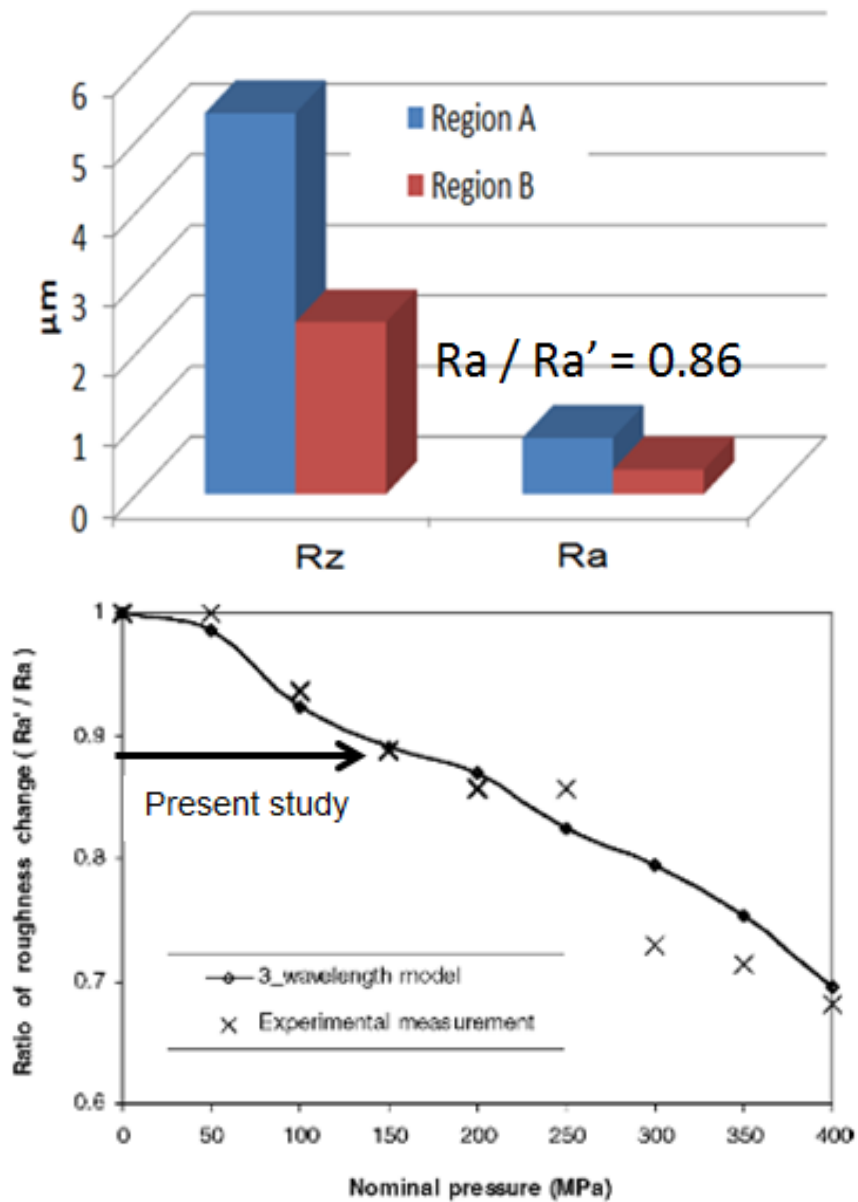 6
5
4
3
2
1
0
µm
Region A
Region B
Ra / Ra’ = 0.86
Rz
Ra
1
0.9
0.8
0.7
0.6
Ratio of roughness change ( Ra' / Ra)
Present study
3_wavelength model
Experimental measurement
0 50 100 150 200 250 300 350 400
Nominal pressure (MPa)